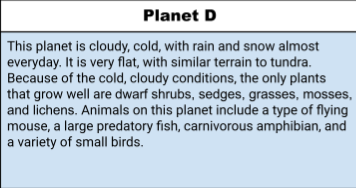 Planet D
This planet is cloudy, cold, with rain and snow almost
everyday. It is very flat, with similar terrain to tundra.
Because of the cold, cloudy conditions, the only plants
that grow well are dwarf shrubs, sedges, grasses, mosses,
and lichens. Animals on this planet include a type of flying
mouse, a large predatory fish, carnivorous amphibian, and
a variety of small birds.